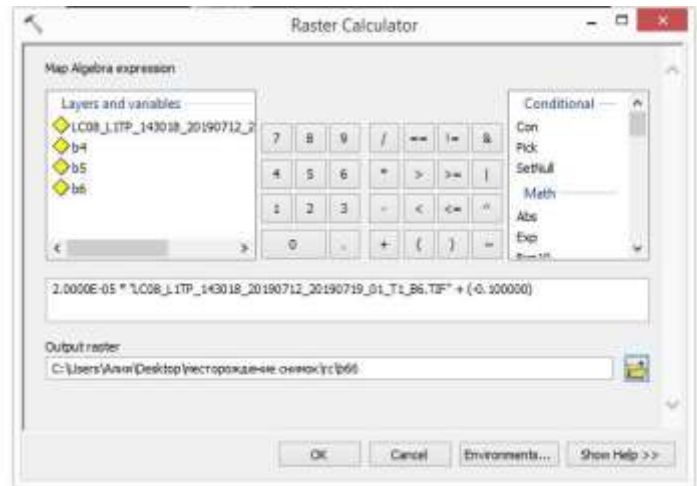 Raster Calculator
Map Algebra expression
Layers and variables
LC08_L1TP_143018_20190712_2
b4
b5
b6
7 8 9 / == != &
4 5 6 * > >= |
1 2 3 - < <= ^
0 . + ( ) ~
Conditional
Con
Pick
SetNull
Math
Abs
Exp
2.0000E-05 * "LC08_L1TP_143018_20190712_20190719_01_T1_B6.TIF" + (-0.100000)
Output raster
C:\Users\Алия\Desktop\месторождение снимок\гс\b66
OK
Cancel
Environments...
Show Help >>